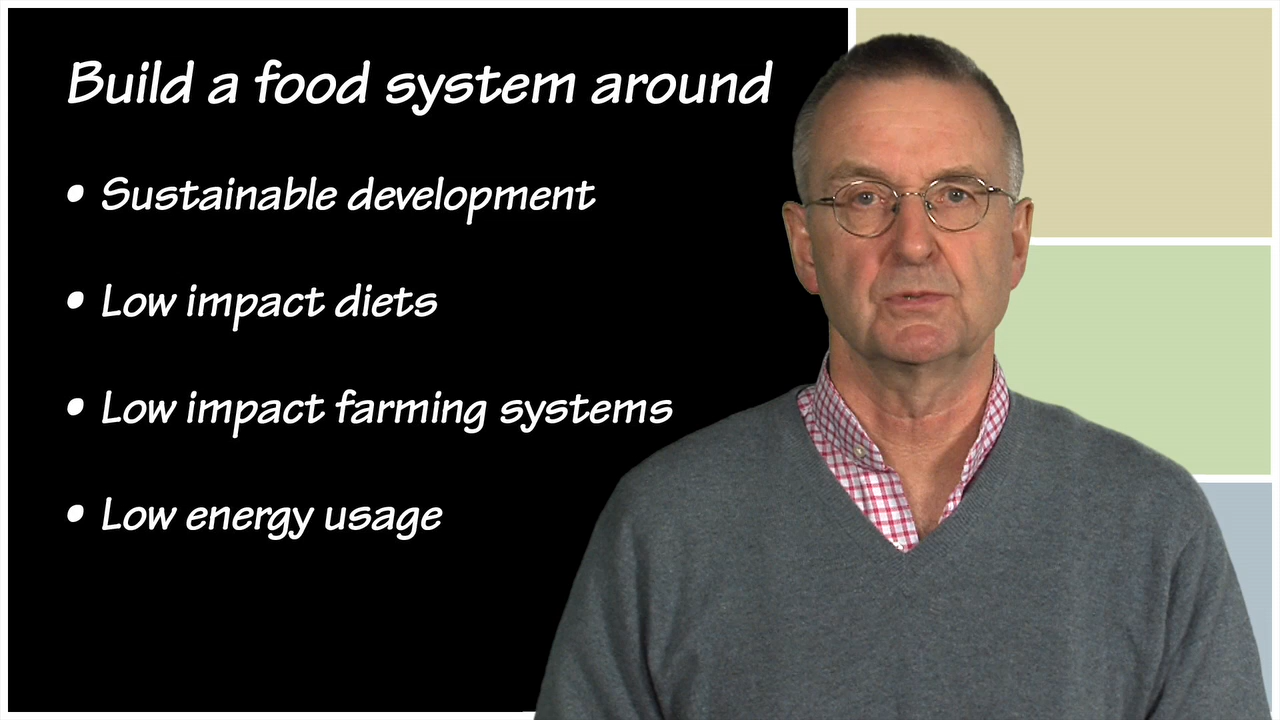 Build a food system around
• Sustainable development
• Low impact diets
• Low impact farming systems
• Low energy usage